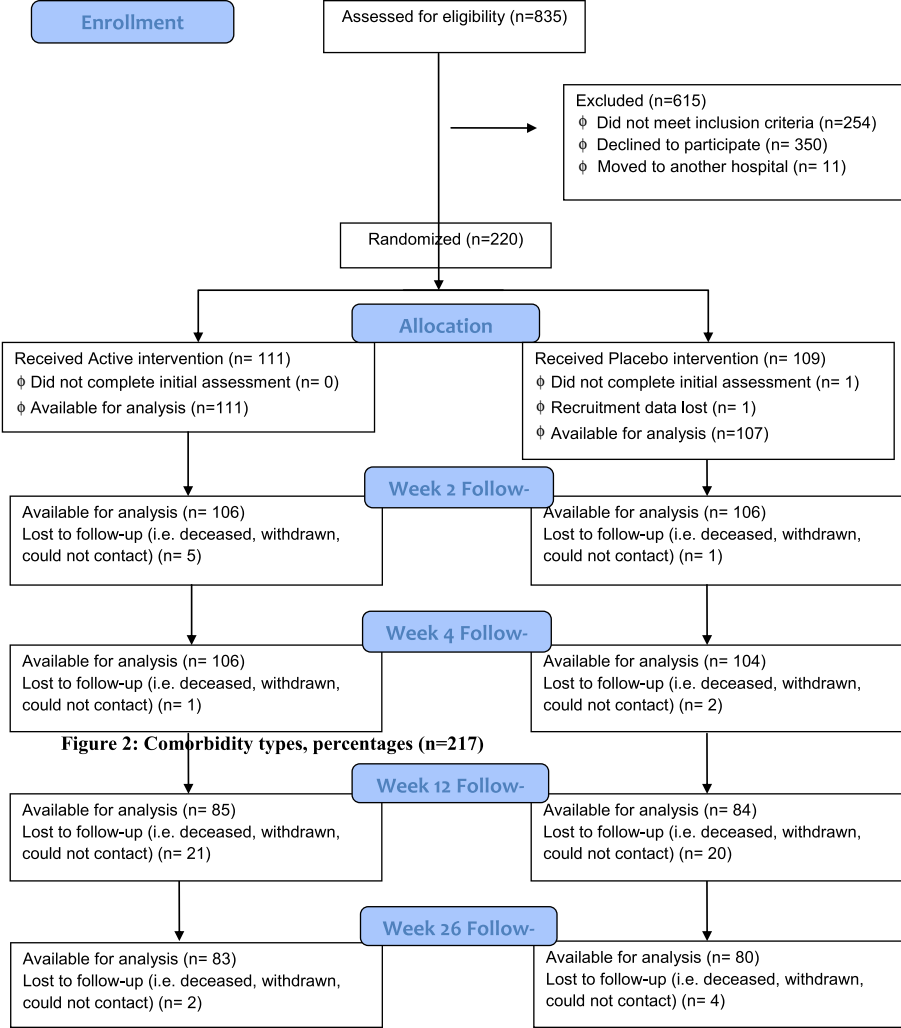 Enrollment
Assessed for eligibility (n=835)
Excluded (n=615)
ϕ Did not meet inclusion criteria (n=254)
ϕ Declined to participate (n= 350)
ϕ Moved to another hospital (n= 11)
Randomized (n=220)
Allocation
Received Active intervention (n= 111)
ϕ Did not complete initial assessment (n= 0)
ϕ Available for analysis (n=111)
Received Placebo intervention (n= 109)
ϕ Did not complete initial assessment (n= 1)
ϕ Recruitment data lost (n= 1)
ϕ Available for analysis (n=107)
Week 2 Follow-
Available for analysis (n= 106)
Lost to follow-up (i.e. deceased, withdrawn,
could not contact) (n= 5)
Available for analysis (n= 106)
Lost to follow-up (i.e. deceased, withdrawn,
could not contact) (n= 1)
Week 4 Follow-
Available for analysis (n= 106)
Lost to follow-up (i.e. deceased, withdrawn,
could not contact) (n= 1)
Available for analysis (n= 104)
Lost to follow-up (i.e. deceased, withdrawn,
could not contact) (n= 2)
Figure 2: Comorbidity types, percentages (n=217)
Week 12 Follow-
Available for analysis (n= 85)
Lost to follow-up (i.e. deceased, withdrawn,
could not contact) (n= 21)
Available for analysis (n= 84)
Lost to follow-up (i.e. deceased, withdrawn,
could not contact) (n= 20)
Week 26 Follow-
Available for analysis (n= 83)
Lost to follow-up (i.e. deceased, withdrawn,
could not contact) (n= 2)
Available for analysis (n= 80)
Lost to follow-up (i.e. deceased, withdrawn,
could not contact) (n= 4)